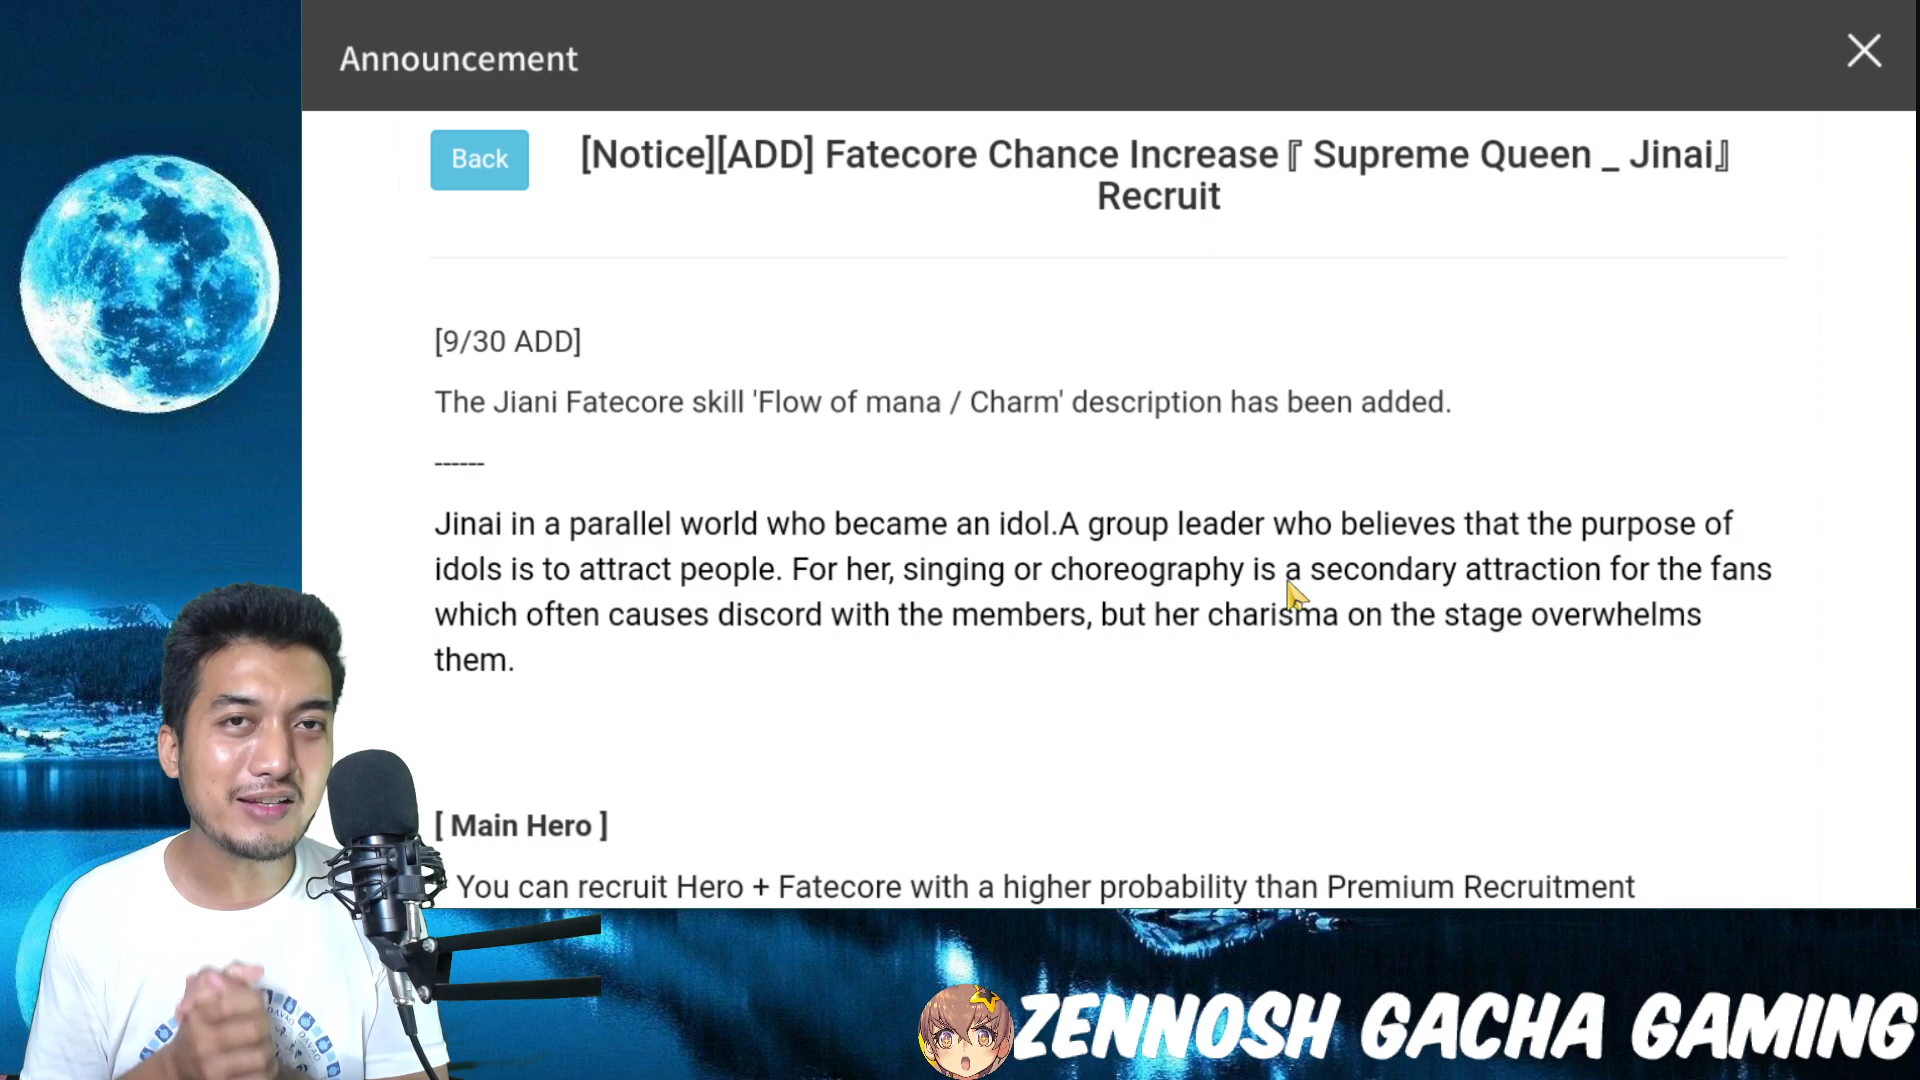 Announcement
Back
[Notice][ADD] Fatecore Chance Increase『 Supreme Queen _ Jinai』
Recruit
[9/30 ADD]
The Jiani Fatecore skill 'Flow of mana / Charm' description has been added.
------
Jinai in a parallel world who became an idol.A group leader who believes that the purpose of
idols is to attract people. For her, singing or choreography is a secondary attraction for the fans
which often causes discord with the members, but her charisma on the stage overwhelms
them.
[ Main Hero ]
You can recruit Hero + Fatecore with a higher probability than Premium Recruitment
DAVAO DAVAO
ZENNOSH GACHA GAMING